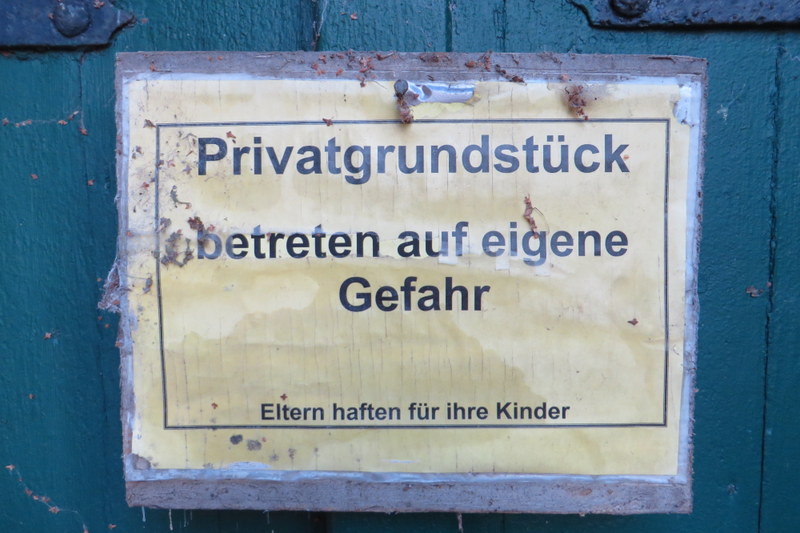 Privatgrundstück
betreten auf eigene
Gefahr
Eltern haften für ihre Kinder